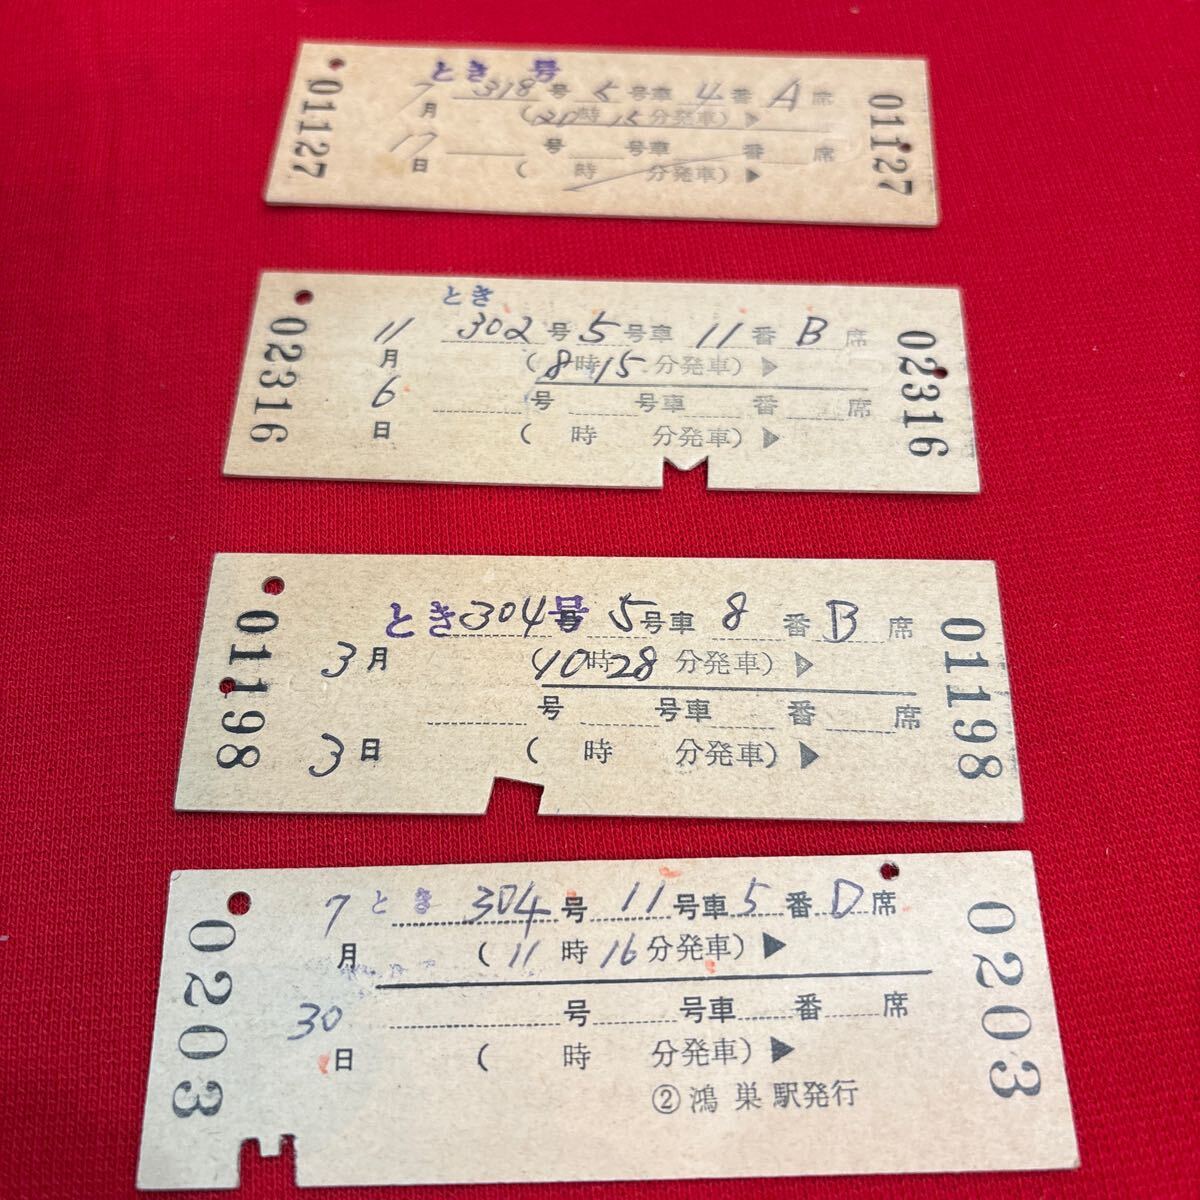 とき 号
01127
7月 318号 5号車 4番 A席
(20時15分発車)▶
17日 号 号車 番 席
( 時 分発車)▶
01127
とき
02316
11月 302号 5号車 11番 B席
(8時15分発車)▶
6日 号 号車 番 席
( 時 分発車)▶
02316
01198
とき304号 5号車 8番 B席
3月 (10時28分発車)▶
号 号車 番 席
3日 ( 時 分発車)▶
01198
0203
7月 とき 304号 11号車 5番 D席
(11時16分発車)▶
30日 号 号車 番 席
( 時 分発車)▶
②鴻巣駅発行
0203